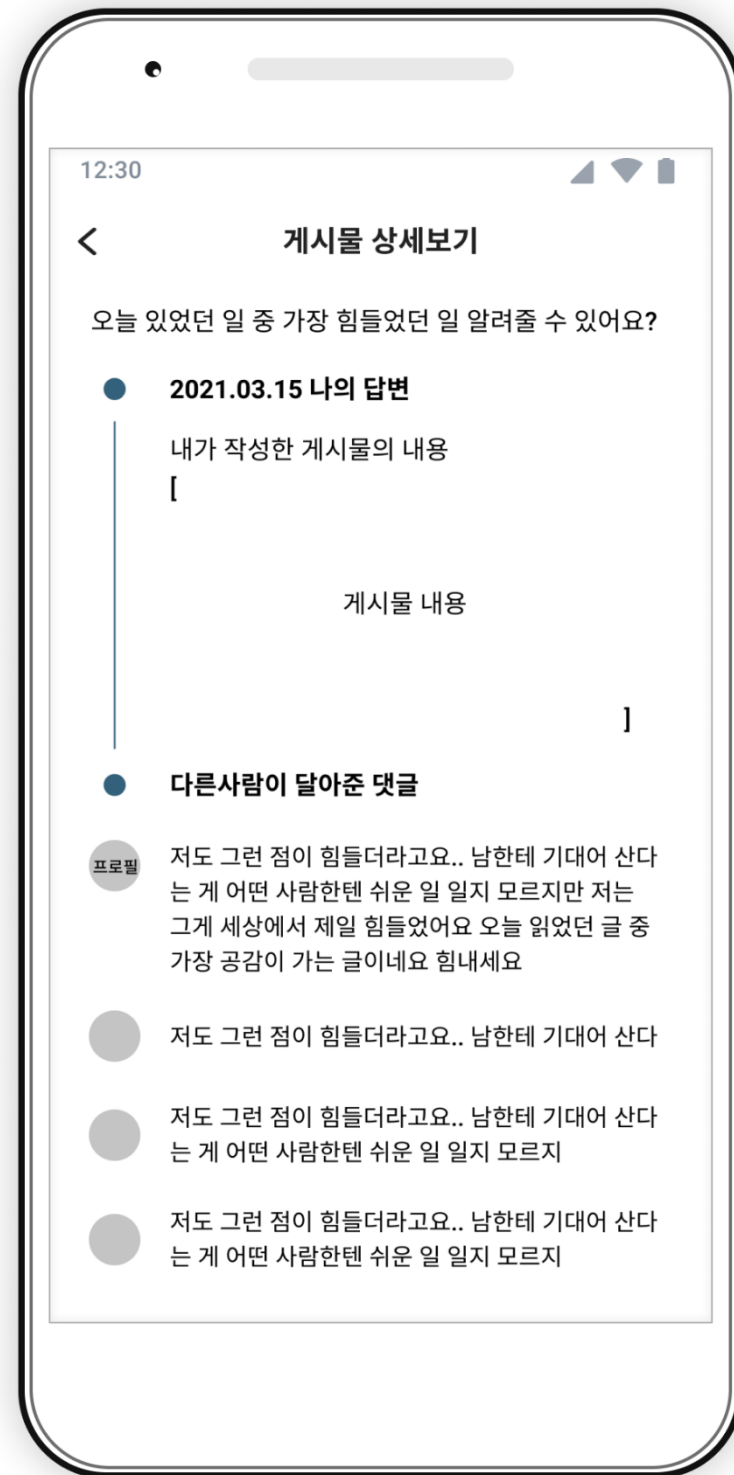 12:30
게시물 상세보기
오늘 있었던 일 중 가장 힘들었던 일 알려줄 수 있어요?
2021.03.15 나의 답변
내가 작성한 게시물의 내용
[
게시물 내용
]
다른사람이 달아준 댓글
프로필
저도 그런 점이 힘들더라고요.. 남한테 기대어 산다
는 게 어떤 사람한텐 쉬운 일 일지 모르지만 저는
그게 세상에서 제일 힘들었어요 오늘 읽었던 글 중
가장 공감이 가는 글이네요 힘내세요
저도 그런 점이 힘들더라고요.. 남한테 기대어 산다
저도 그런 점이 힘들더라고요.. 남한테 기대어 산다
는 게 어떤 사람한텐 쉬운 일 일지 모르지
저도 그런 점이 힘들더라고요.. 남한테 기대어 산다
는 게 어떤 사람한텐 쉬운 일 일지 모르지